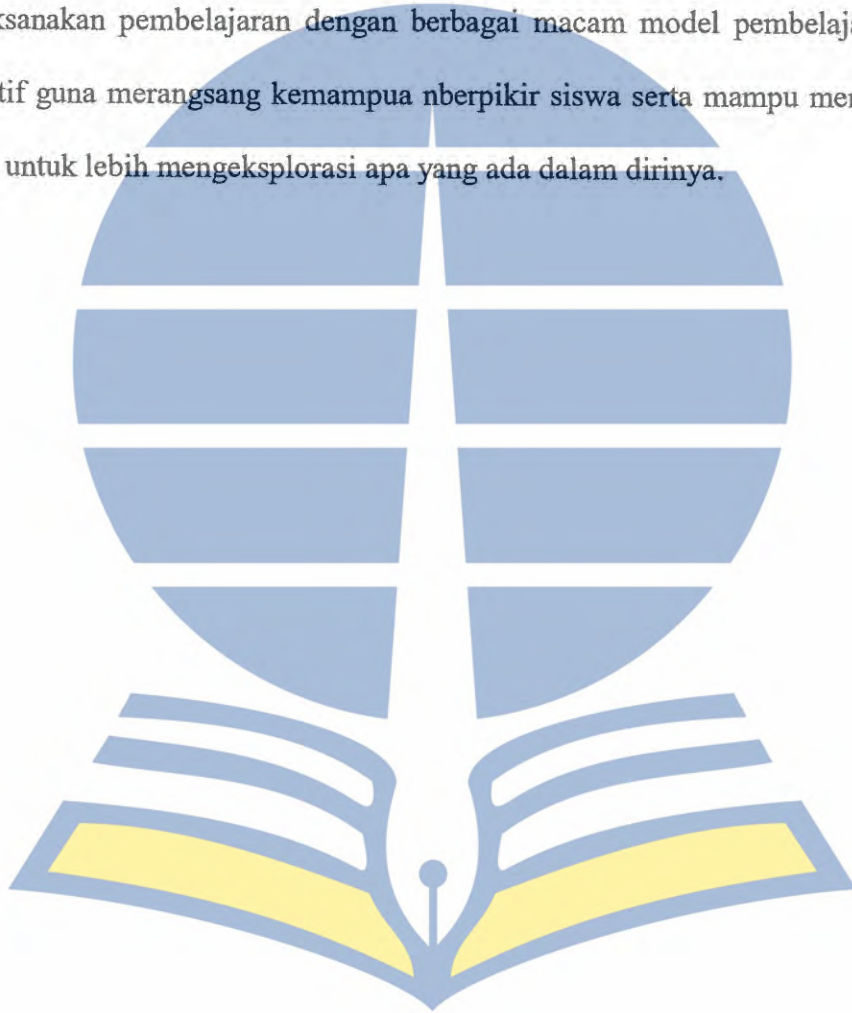 ksanakan pembelajaran dengan berbagai macam model pembelaja
tif guna merangsang kemampua nberpikir siswa serta mampu mer
untuk lebih mengeksplorasi apa yang ada dalam dirinya.